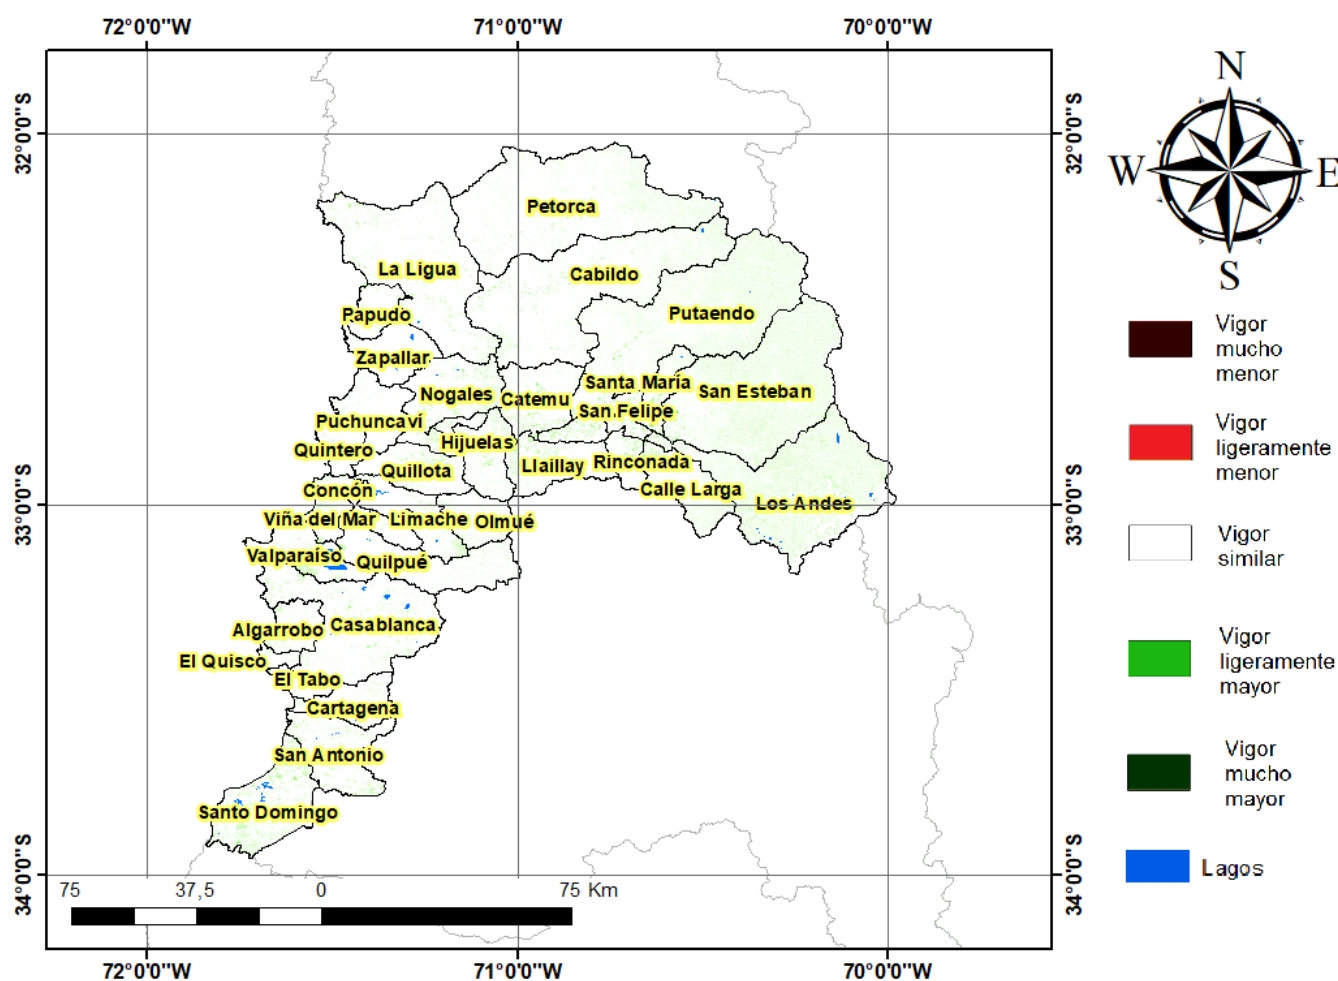 72°0'0"W
71°0'0"W
70°0'0"W
32°0'0"S
32°0'0"S
N
W
E
S
Petorca
La Ligua
Cabildo
Papudo
Putaendo
Zapallar
Santa María
San Esteban
Nogales
Catemu
San Felipe
Puchuncaví
Hijuelas
Quintero
Quillota
Llaillay
Rinconada
Concón
Calle Larga
Los Andes
33°0'0"S
33°0'0"S
Viña del Mar
Limache
Olmué
Valparaíso
Quilpué
Algarrobo
Casablanca
El Quisco
El Tabo
Cartagena
San Antonio
Santo Domingo
34°0'0"S
34°0'0"S
75
37,5
0
75 Km
72°0'0"W
71°0'0"W
70°0'0"W
Vigor
mucho
menor
Vigor
ligeramente
menor
Vigor
similar
Vigor
ligeramente
mayor
Vigor
mucho
mayor
Lagos